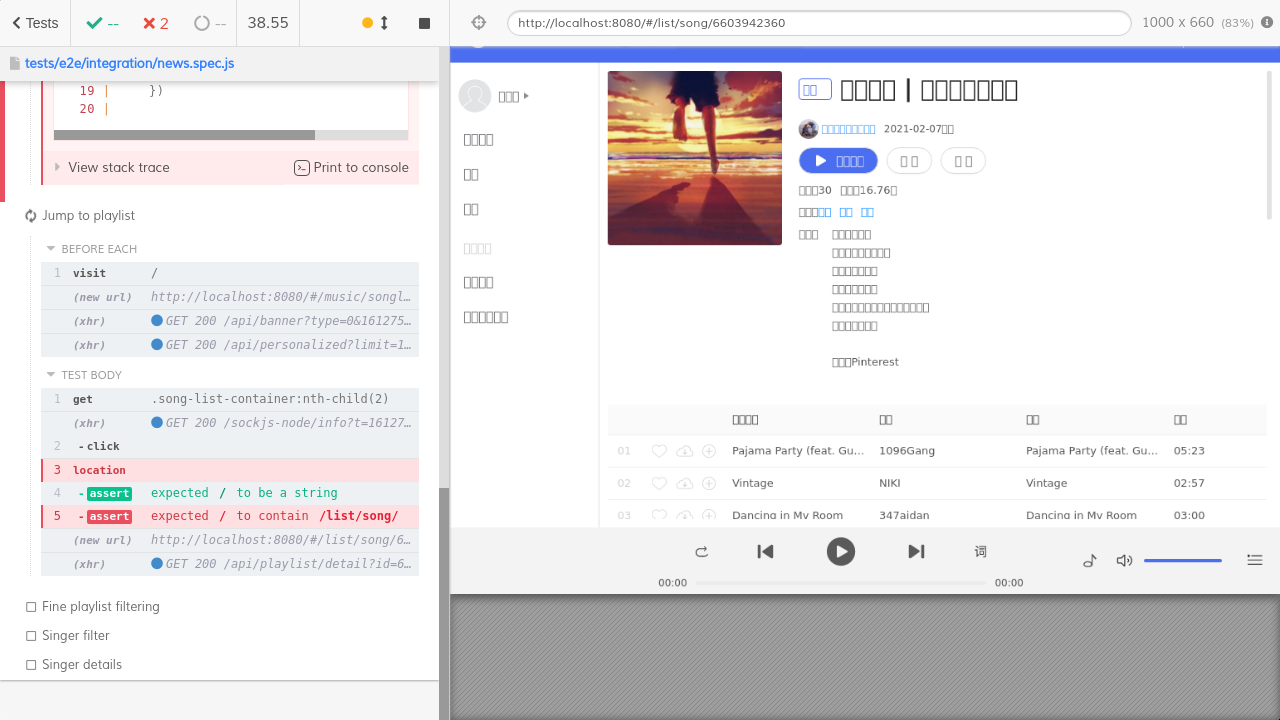 Tests
--
2
--
38.55
http://localhost:8080/#/list/song/6603942360
1000 x 660 (83%)
tests/e2e/integration/news.spec.js
19 | })
20 |
View stack trace
Print to console
Jump to playlist
BEFORE EACH
1 visit /
(new url) http://localhost:8080/#/music/songl…
(xhr) GET 200 /api/banner?type=0&161275…
(xhr) GET 200 /api/personalized?limit=1…
TEST BODY
1 get .song-list-container:nth-child(2)
(xhr) GET 200 /sockjs-node/info?t=16127…
2 -click
3 location
4 -assert expected / to be a string
5 -assert expected / to contain /list/song/
(new url) http://localhost:8080/#/list/song/6…
(xhr) GET 200 /api/playlist/detail?id=6…
Fine playlist filtering
Singer filter
Singer details
|
2021-02-07
30 16.76
Pinterest
01 Pajama Party (feat. Gu... 1096Gang Pajama Party (feat. Gu... 05:23
02 Vintage NIKI Vintage 02:57
03 Dancing in My Room 347aidan Dancing in My Room 03:00
词
00:00 00:00